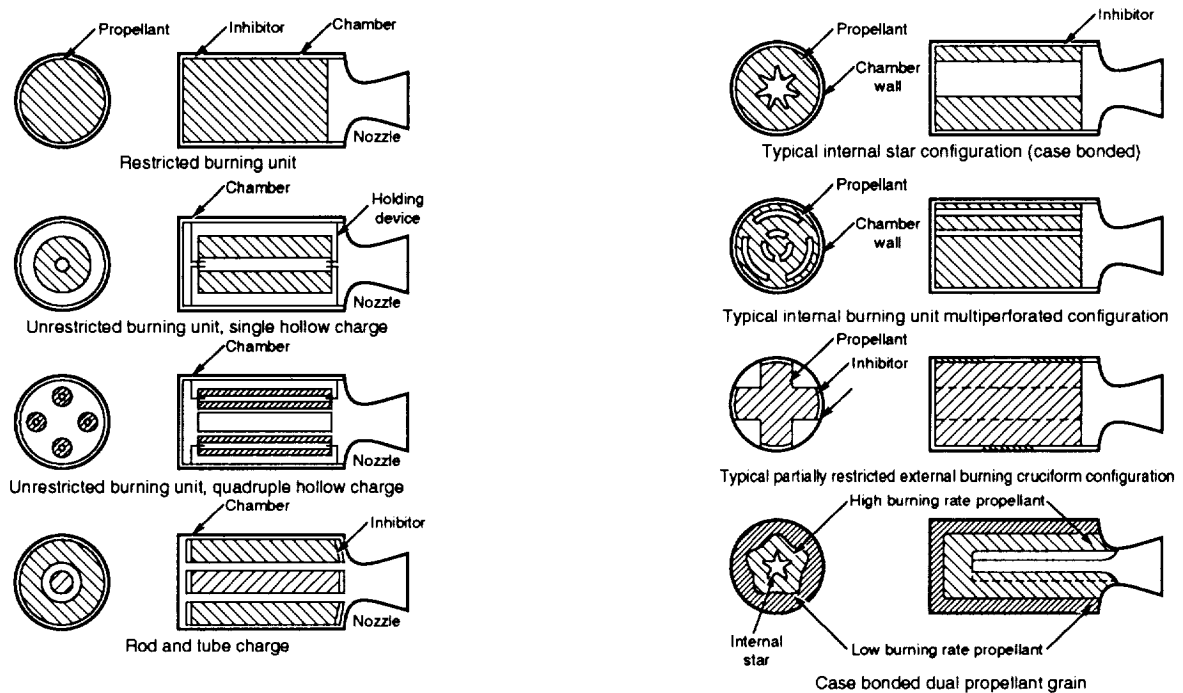 Propellant
Inhibitor
Chamber
Nozzle
Restricted burning unit
Chamber
Holding
device
Nozzle
Unrestricted burning unit, single hollow charge
Chamber
Nozzle
Unrestricted burning unit, quadruple hollow charge
Chamber
Inhibitor
Nozzle
Rod and tube charge
Inhibitor
Propellant
Chamber
wall
Typical internal star configuration (case bonded)
Propellant
Chamber
wall
Typical internal burning unit multiperforated configuration
Propellant
Inhibitor
Typical partially restricted external burning cruciform configuration
High burning rate propellant
Internal
star
Low burning rate propellant
Case bonded dual propellant grain